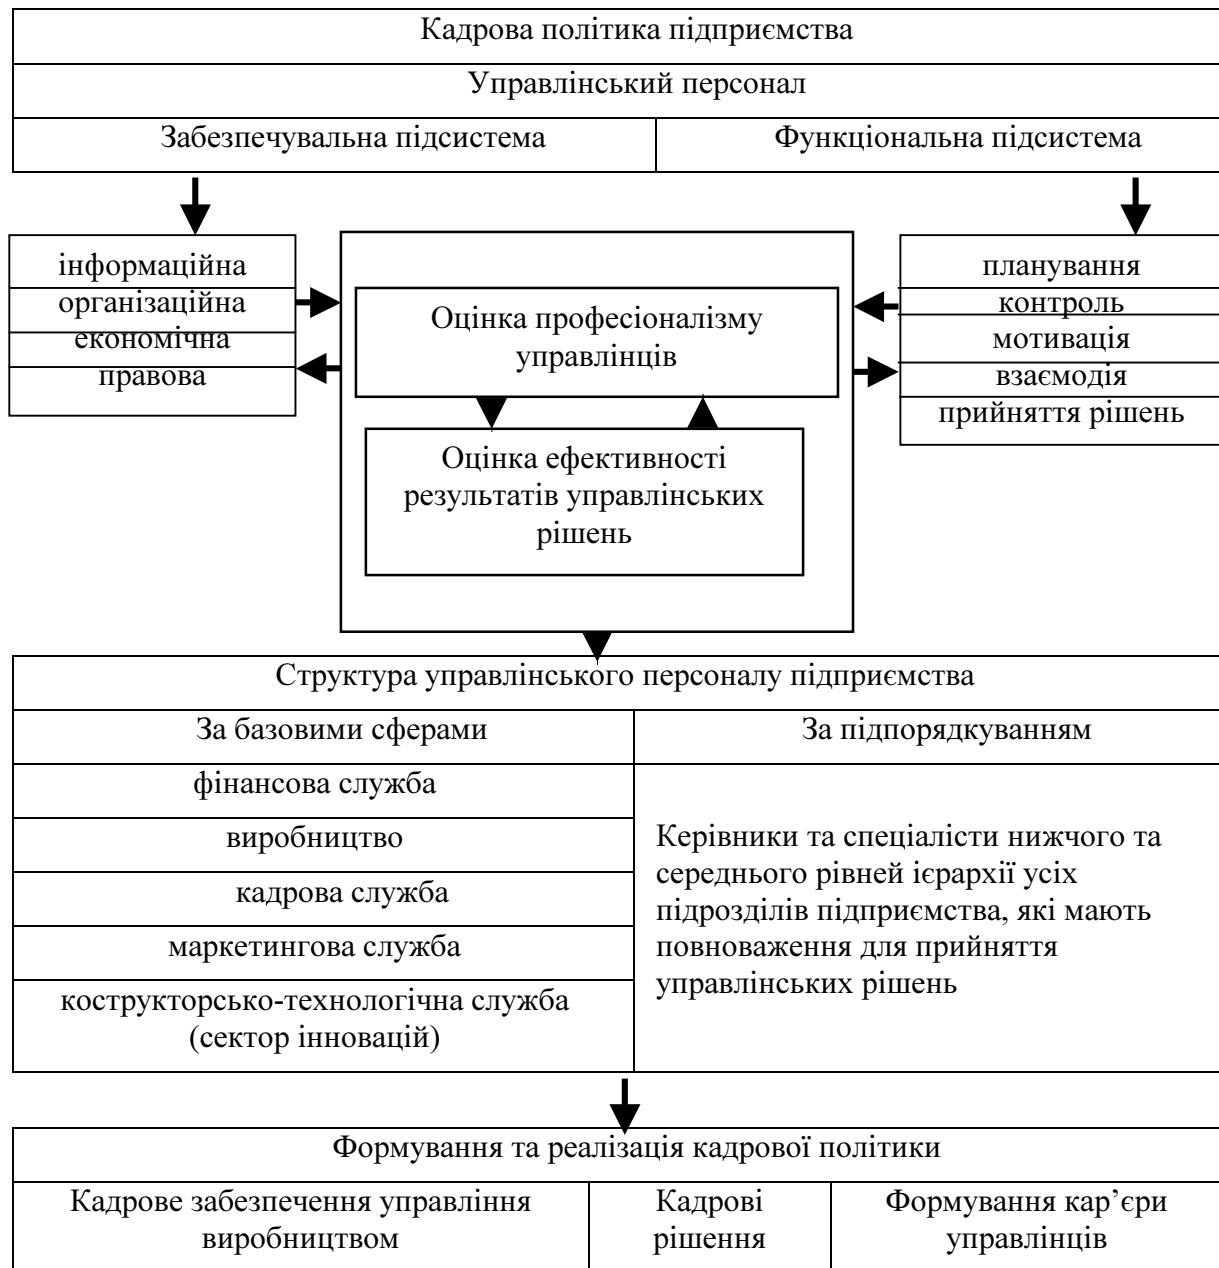 Кадрова політика підприємства
Управлінський персонал
Забезпечувальна підсистема
Функціональна підсистема
інформаційна
організаційна
економічна
правова
Оцінка професіоналізму
управлінців
Оцінка ефективності
результатів управлінських
рішень
планування
контроль
мотивація
взаємодія
прийняття рішень
Структура управлінського персоналу підприємства
За базовими сферами
За підпорядкуванням
фінансова служба
виробництво
кадрова служба
маркетингова служба
кострукторсько-технологічна служба
(сектор інновацій)
Керівники та спеціалісти нижчого та
середнього рівней ієрархії усіх
підрозділів підприємства, які мають
повноваження для прийняття
управлінських рішень
Формування та реалізація кадрової політики
Кадрове забезпечення управління
виробництвом
Кадрові
рішення
Формування кар’єри
управлінців